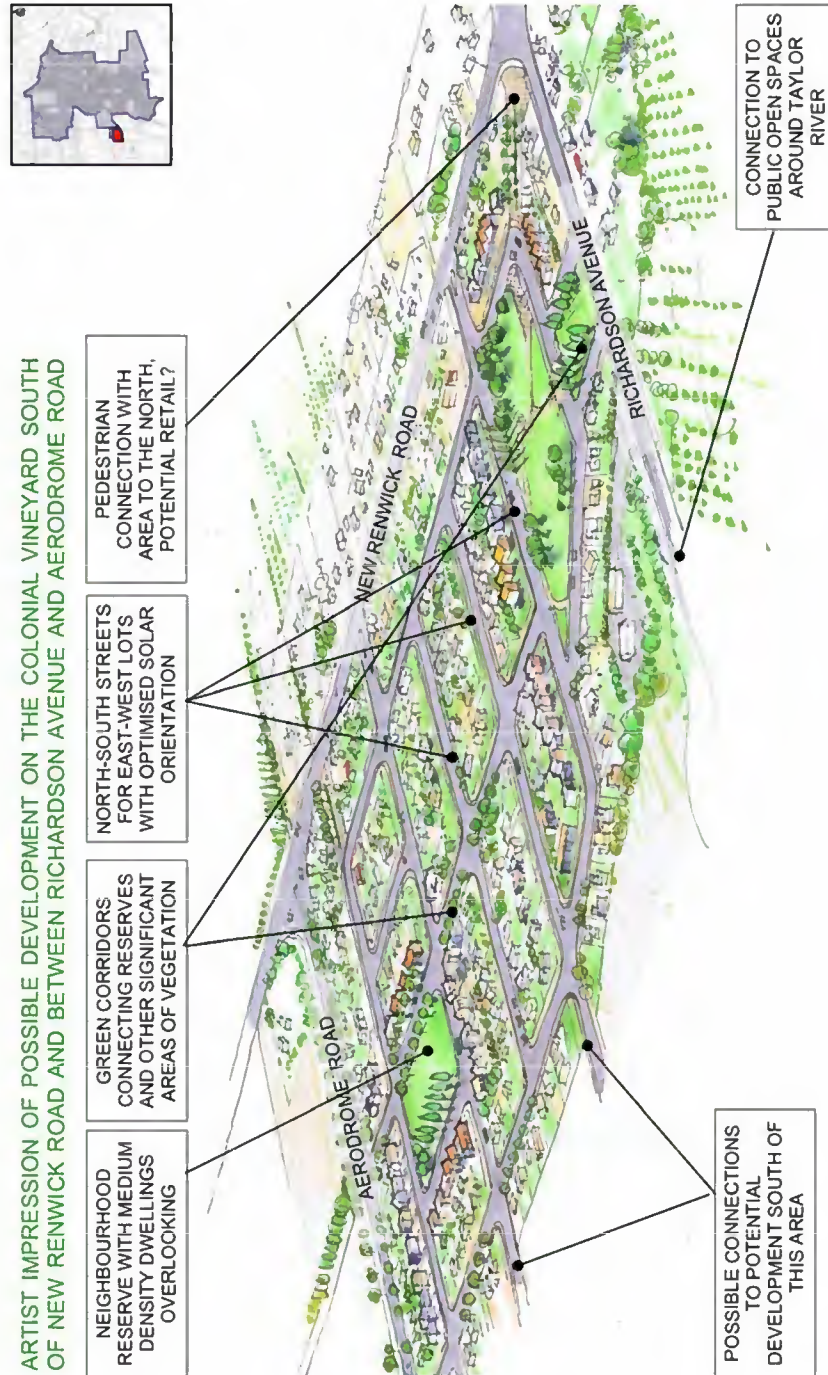 ARTIST IMPRESSION OF POSSIBLE DEVELOPMENT ON THE COLONIAL VINEYARD SOUTH
OF NEW RENWICK ROAD AND BETWEEN RICHARDSON AVENUE AND AERODROME ROAD
NEIGHBOURHOOD
RESERVE WITH MEDIUM
DENSITY DWELLINGS
OVERLOOKING
GREEN CORRIDORS
CONNECTING RESERVES
AND OTHER SIGNIFICANT
AREAS OF VEGETATION
NORTH-SOUTH STREETS
FOR EAST-WEST LOTS
WITH OPTIMISED SOLAR
ORIENTATION
PEDESTRIAN
CONNECTION WITH
AREA TO THE NORTH,
POTENTIAL RETAIL?
AERODROME ROAD
NEW RENWICK ROAD
RICHARDSON AVENUE
POSSIBLE CONNECTIONS
TO POTENTIAL
DEVELOPMENT SOUTH OF
THIS AREA
CONNECTION TO
PUBLIC OPEN SPACES
AROUND TAYLOR
RIVER